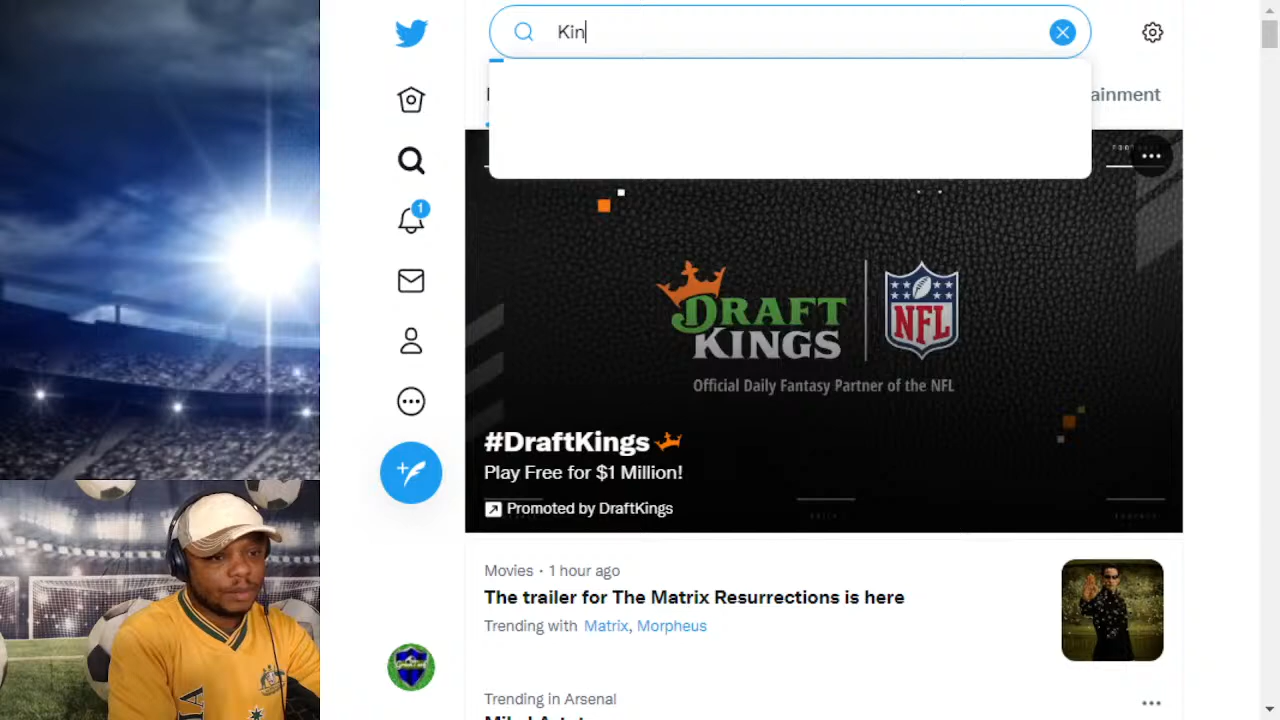 Kin
1
ainment
DRAFT
KINGS
NFL
Official Daily Fantasy Partner of the NFL
#DraftKings
Play Free for $1 Million!
Promoted by DraftKings
Movies · 1 hour ago
The trailer for The Matrix Resurrections is here
Trending with Matrix, Morpheus
Trending in Arsenal